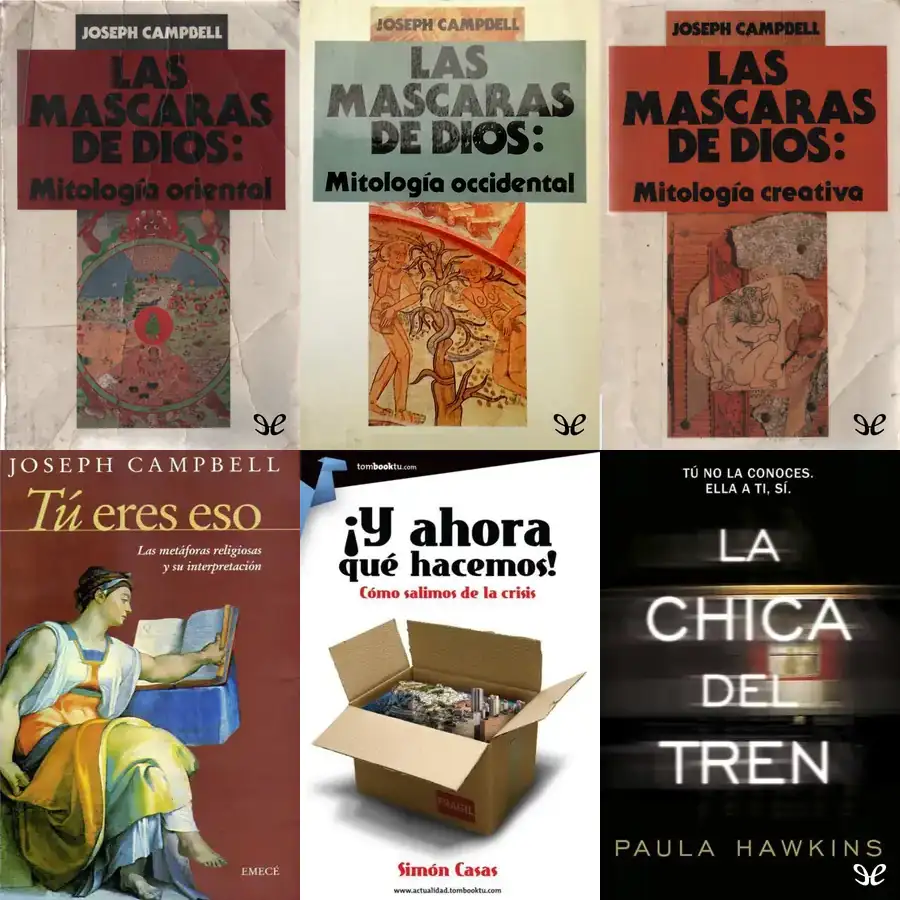 JOSEPH CAMPBELL
LAS
MASCARAS
DE DIOS:
Mitología oriental
JOSEPH CAMPBELL
LAS
MASCARAS
DE DIOS:
Mitología occidental
JOSEPH CAMPBELL
LAS
MASCARAS
DE DIOS:
Mitología creativa
JOSEPH CAMPBELL
Tú eres eso
Las metáforas religiosas
y su interpretación
EMECÉ
tombooktu.com
¡Y ahora
qué hacemos!
Cómo salimos de la crisis
FRAGIL
Simón Casas
www.actualidad.tombooktu.com
TÚ NO LA CONOCES.
ELLA A TI, SÍ.
LA
CHICA
DEL
TREN
PAULA HAWKINS